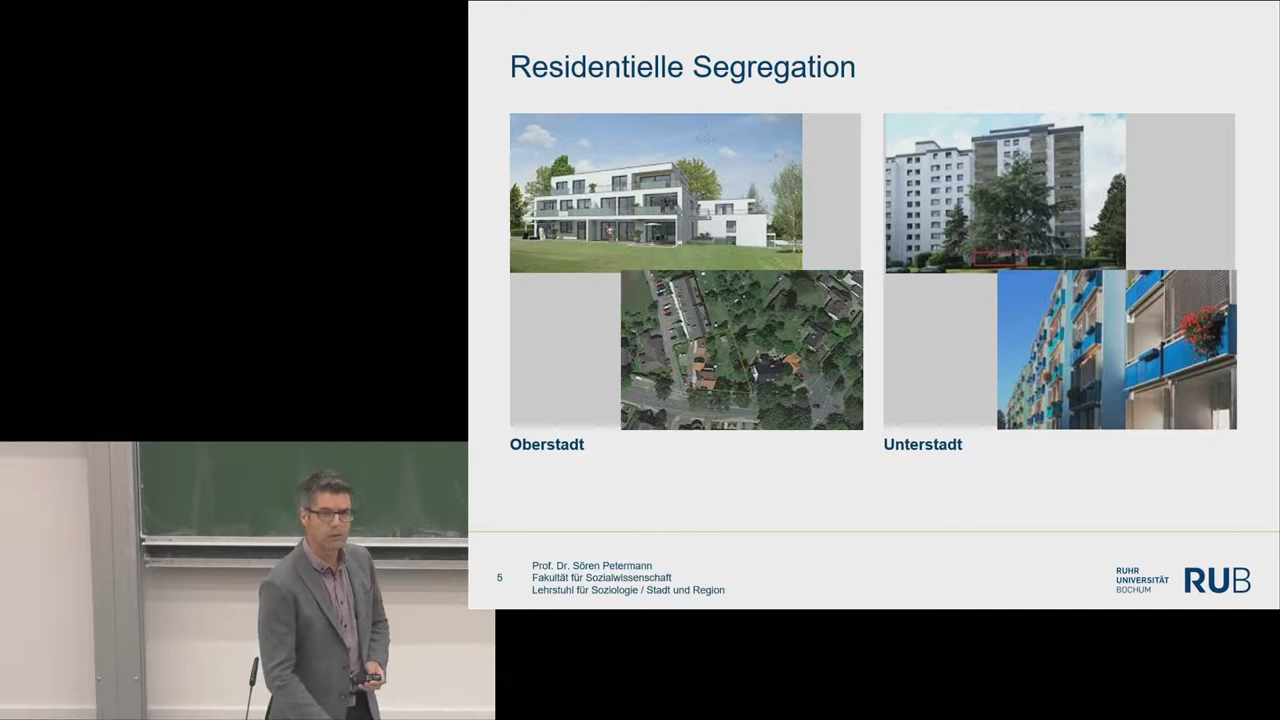 Residentielle Segregation
Oberstadt
Unterstadt
5
Prof. Dr. Sören Petermann
Fakultät für Sozialwissenschaft
Lehrstuhl für Soziologie / Stadt und Region
RUHR
UNIVERSITÄT
BOCHUM
RUB